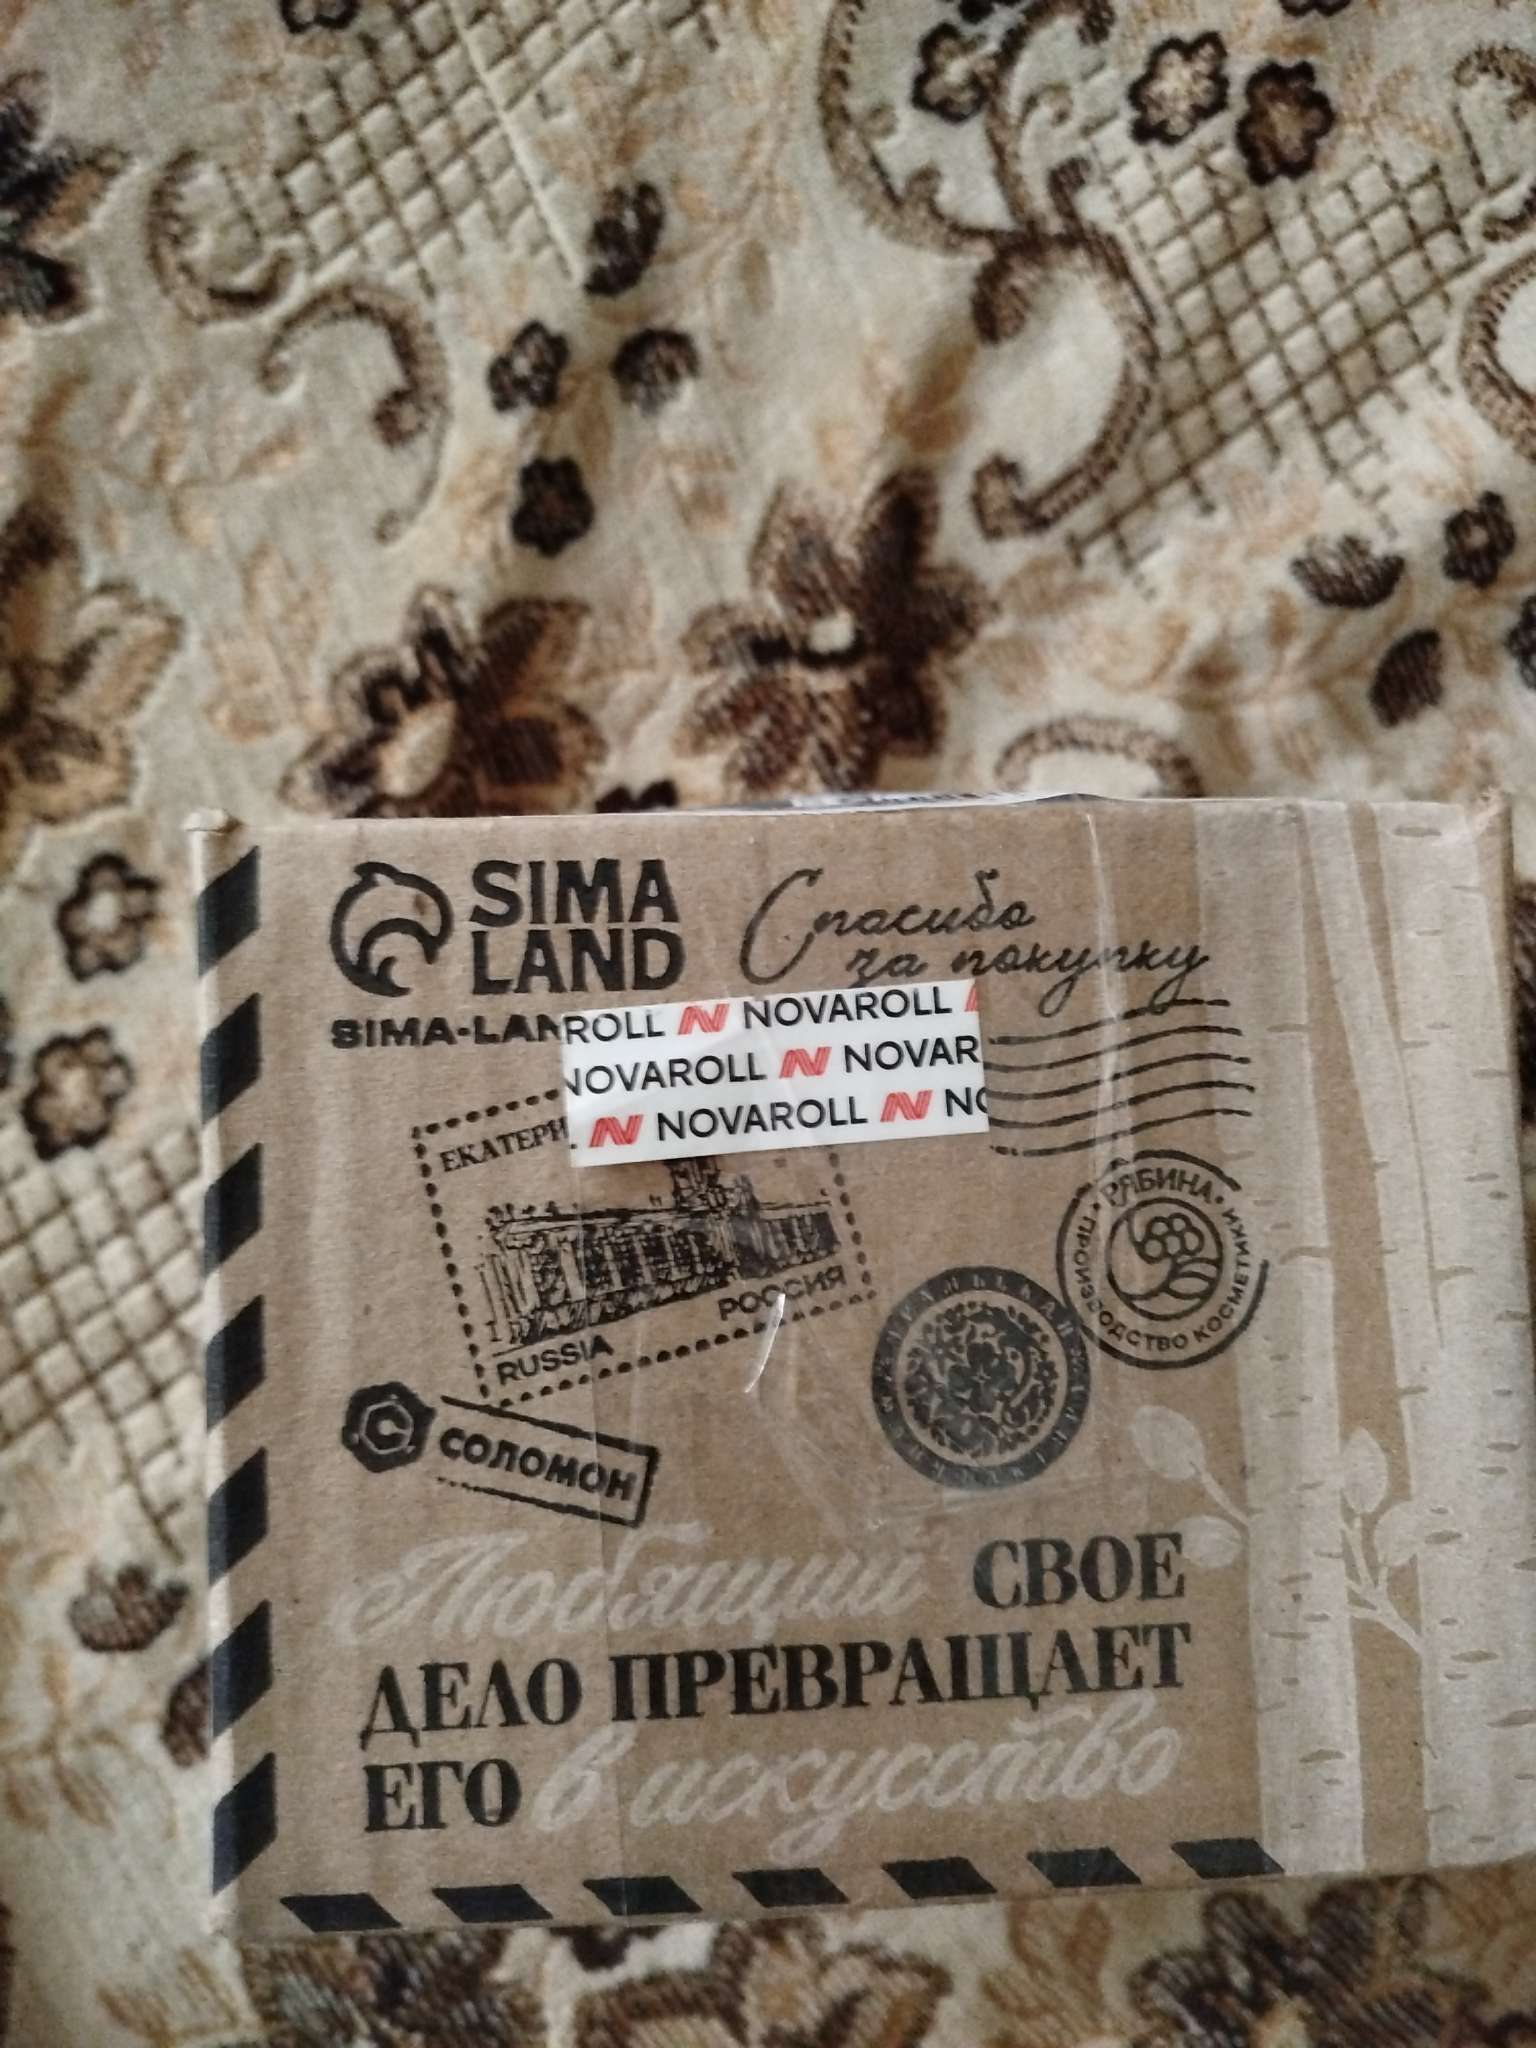 SIMA
LAND
Спасибо
за покупку
SIMA-LAN
ROLL NOVAROLL
NOVAROLL NOVAR
NOVAROLL NO
ЕКАТЕРИ
РЯБИНА
ПРОИЗВОДСТВО КОСМЕТИКИ
РОССИЯ
RUSSIA
С СОЛОМОН
Любящий СВОЕ
ДЕЛО ПРЕВРАЩАЕТ
ЕГО в искусство